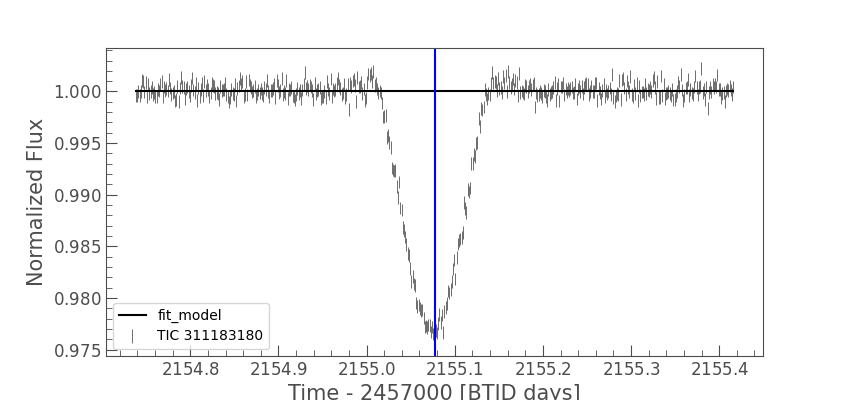 1.000
0.995
0.990
0.985
0.980
0.975
Normalized Flux
fit_model
TIC 311183180
2154.8 2154.9 2155.0 2155.1 2155.2 2155.3 2155.4
Time - 2457000 [BTJD days]